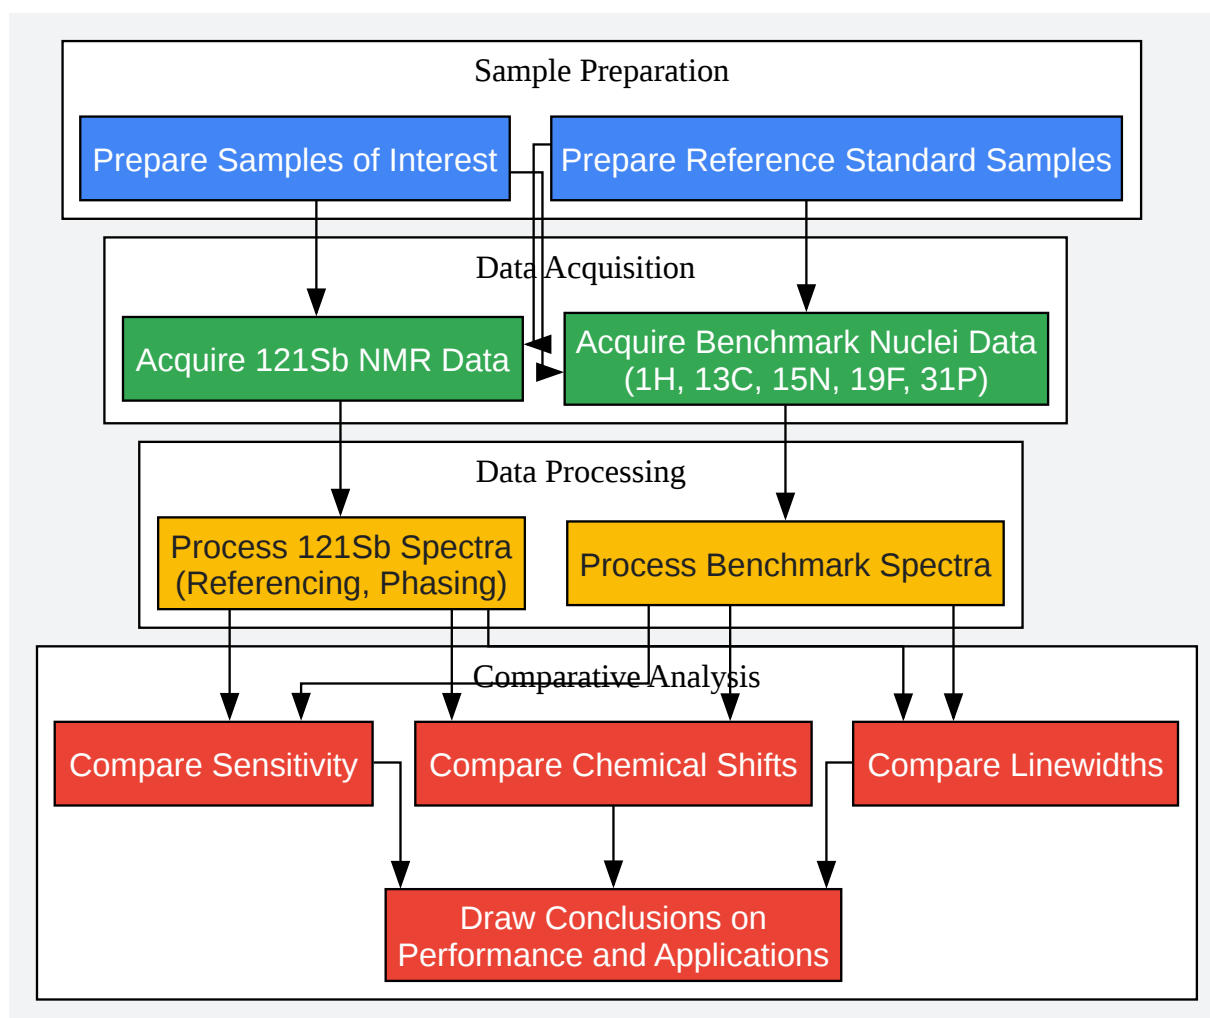 Sample Preparation
Prepare Samples of Interest
Prepare Reference Standard Samples
Data Acquisition
Acquire 121Sb NMR Data
Acquire Benchmark Nuclei Data
(1H, 13C, 15N, 19F, 31P)
Data Processing
Process 121Sb Spectra
(Referencing, Phasing)
Process Benchmark Spectra
Comparative Analysis
Compare Sensitivity
Compare Chemical Shifts
Compare Linewidths
Draw Conclusions on
Performance and Applications